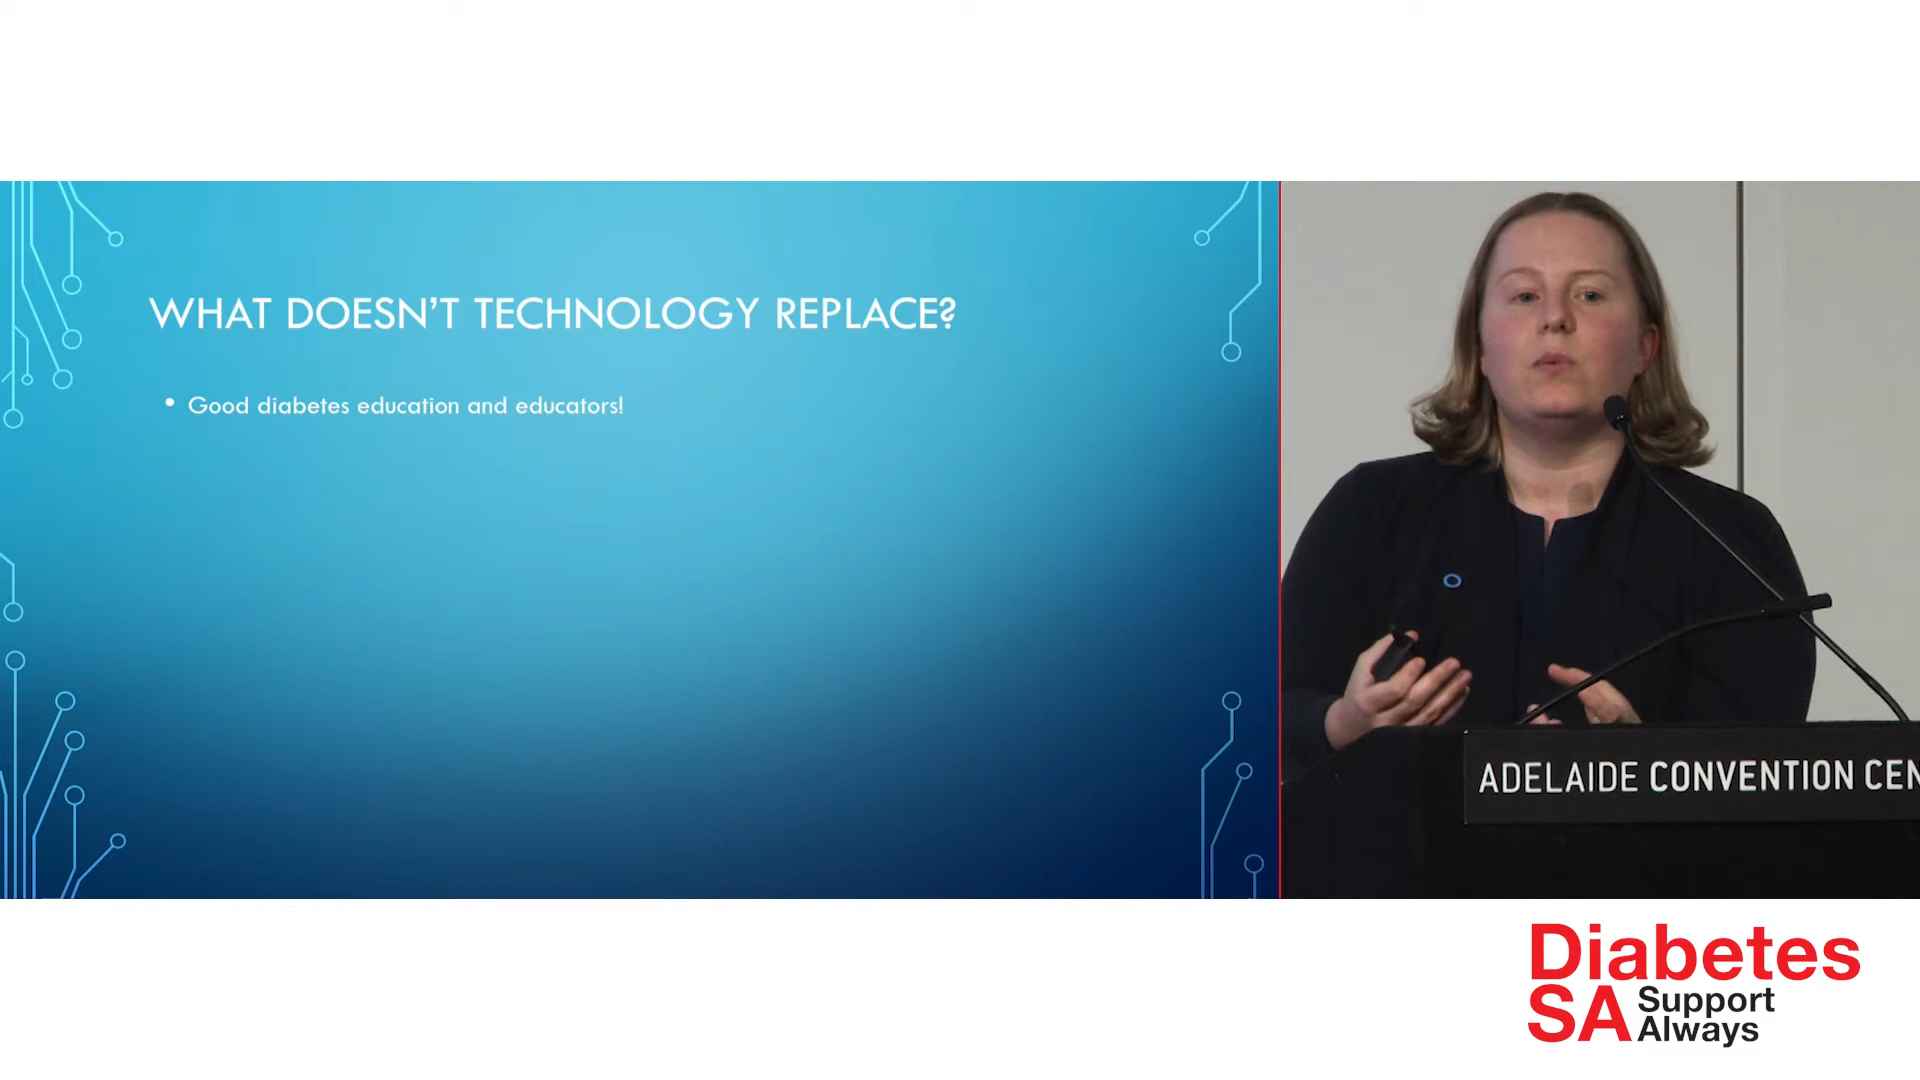 WHAT DOESN'T TECHNOLOGY REPLACE?
• Good diabetes education and educators!
ADELAIDE CONVENTION CEN
Diabetes
SA Support
Always